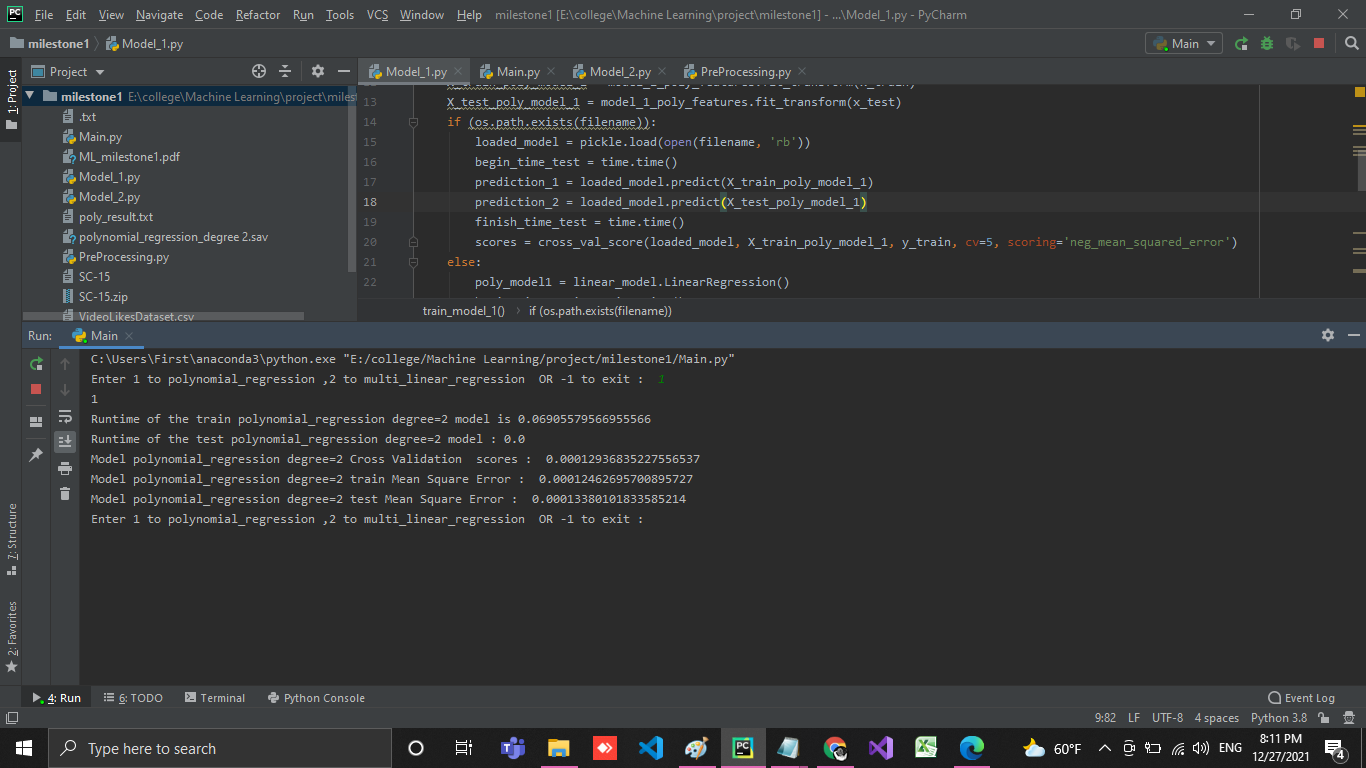 PC File Edit View Navigate Code Refactor Run Tools VCS Window Help milestone1 [E:\college\Machine Learning\project\milestone1] - ...\Model_1.py - PyCharm
milestone1 Model_1.py Main
1: Project
Project
Model_1.py Main.py Model_2.py PreProcessing.py
milestone1 E:\college\Machine Learning\project\miles
.txt
Main.py
ML_milestone1.pdf
Model_1.py
Model_2.py
poly_result.txt
polynomial_regression_degree 2.sav
PreProcessing.py
SC-15
SC-15.zip
VideoLikesDataset.csv
13 X_test_poly_model_1 = model_1_poly_features.fit_transform(x_test)
14 if (os.path.exists(filename)):
15 loaded_model = pickle.load(open(filename, 'rb'))
16 begin_time_test = time.time()
17 prediction_1 = loaded_model.predict(X_train_poly_model_1)
18 prediction_2 = loaded_model.predict(X_test_poly_model_1)
19 finish_time_test = time.time()
20 scores = cross_val_score(loaded_model, X_train_poly_model_1, y_train, cv=5, scoring='neg_mean_squared_error')
21 else:
22 poly_model1 = linear_model.LinearRegression()
train_model_1() if (os.path.exists(filename))
Run: Main
C:\Users\First\anaconda3\python.exe "E:/college/Machine Learning/project/milestone1/Main.py"
Enter 1 to polynomial_regression ,2 to multi_linear_regression OR -1 to exit : 1
1
Runtime of the train polynomial_regression degree=2 model is 0.06905579566955566
Runtime of the test polynomial_regression degree=2 model : 0.0
Model polynomial_regression degree=2 Cross Validation scores : 0.00012936835227556537
Model polynomial_regression degree=2 train Mean Square Error : 0.00012462695700895727
Model polynomial_regression degree=2 test Mean Square Error : 0.00013380101833585214
Enter 1 to polynomial_regression ,2 to multi_linear_regression OR -1 to exit :
7: Structure
2: Favorites
4: Run 6: TODO Terminal Python Console Event Log
9:82 LF UTF-8 4 spaces Python 3.8
Type here to search
PC
60°F
ENG
8:11 PM
12/27/2021
4